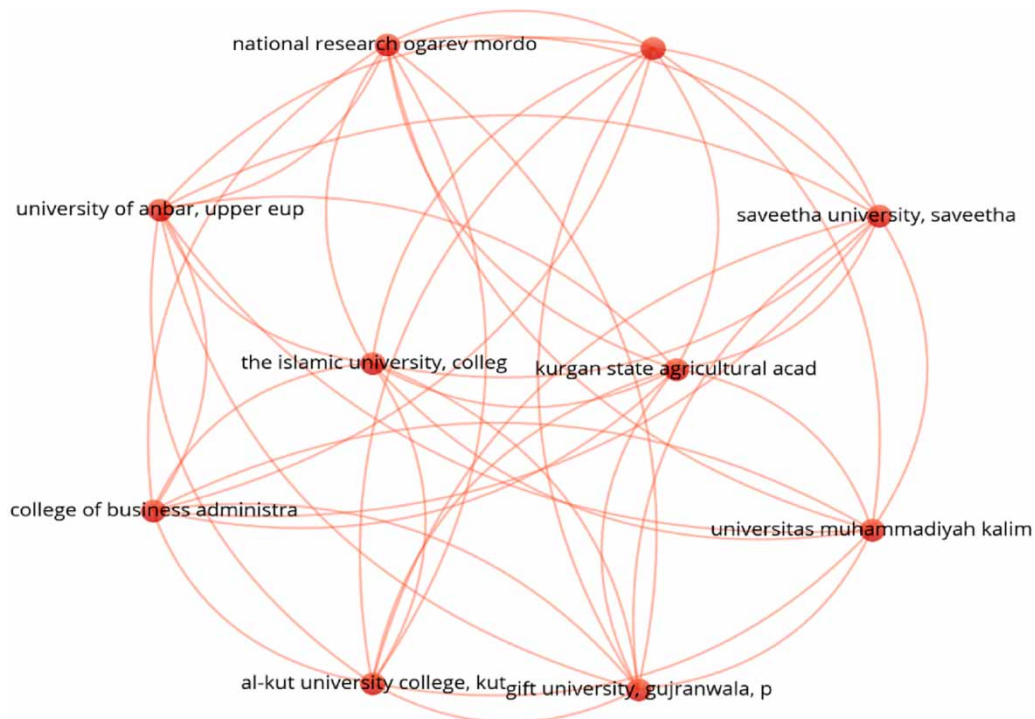 national research ogarev mordo
university of anbar, upper eup
saveetha university, saveetha
the islamic university, colleg
kurgan state agricultural acad
college of business administra
universitas muhammadiyah kalim
al-kut university college, kut
gift university, gujranwala, p